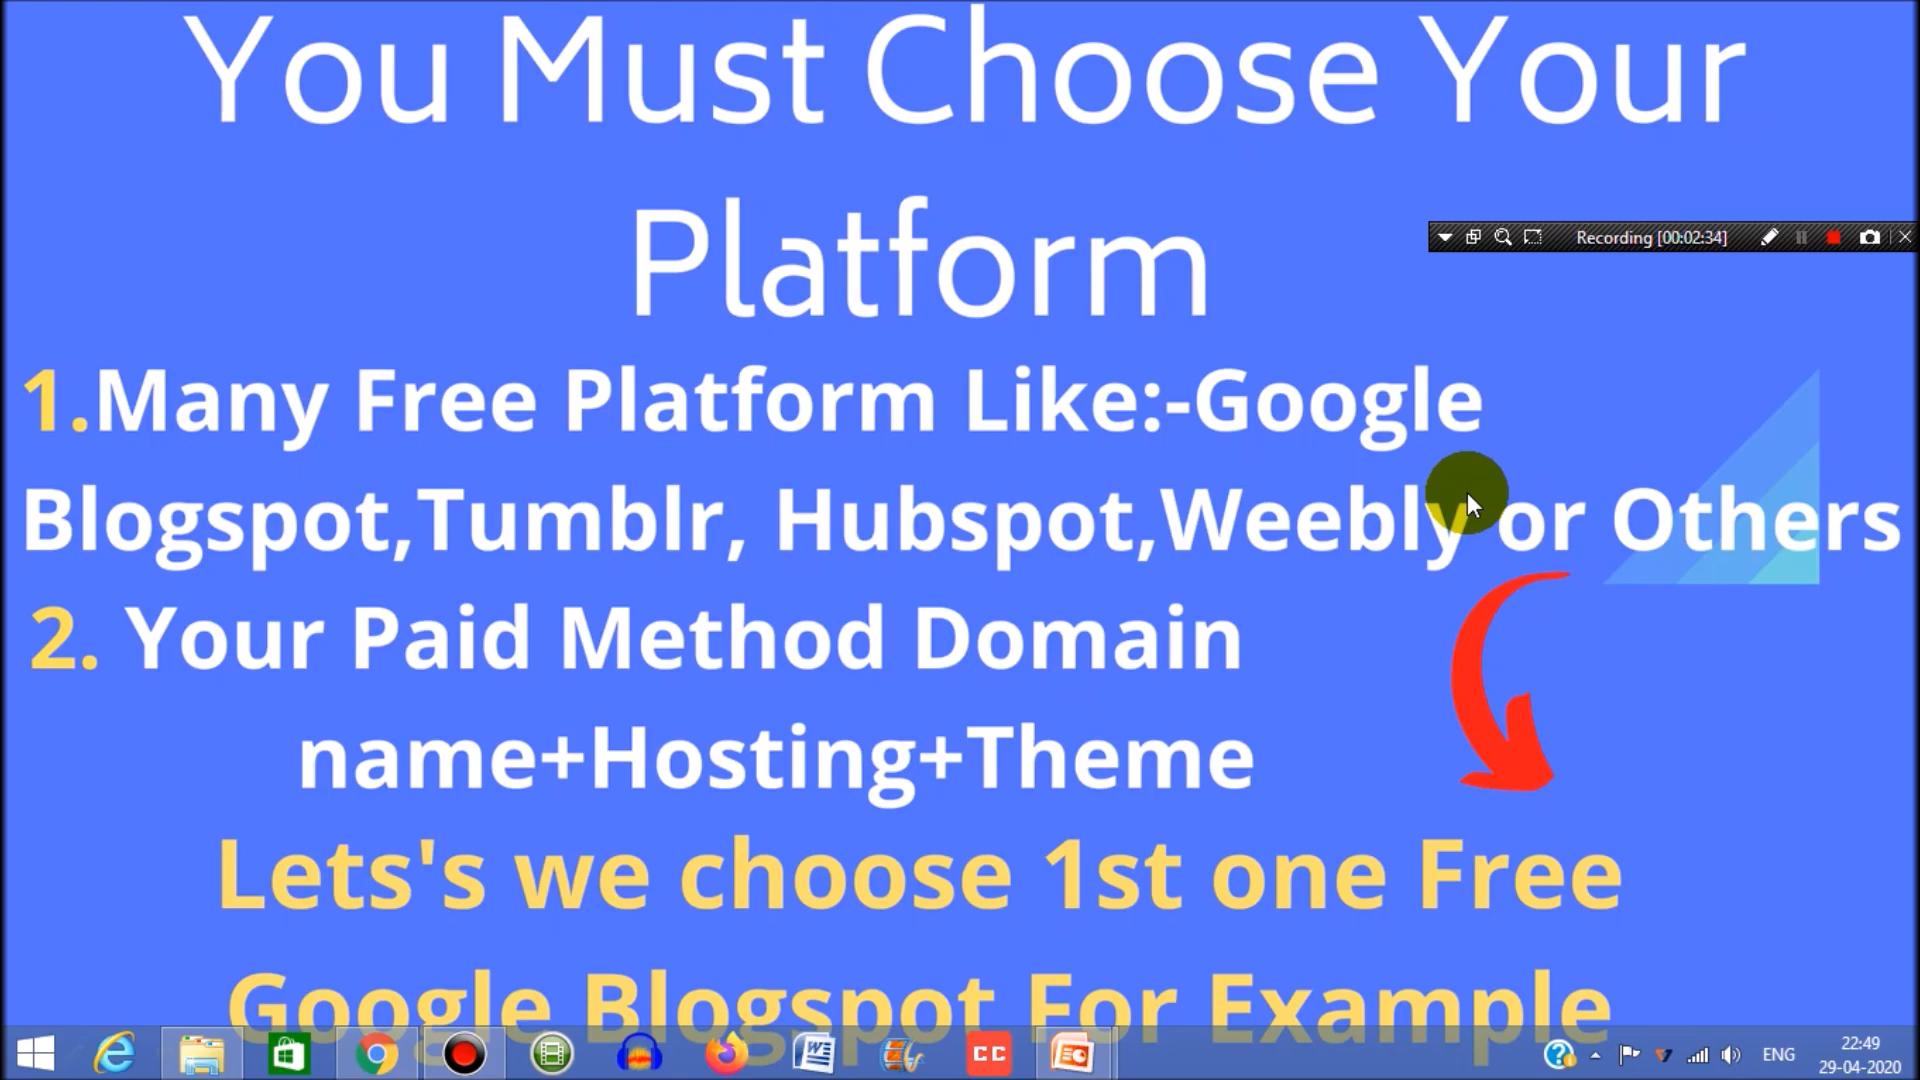 You Must Choose Your
Platform
Recording [00:02:34]
1.Many Free Platform Like:-Google
Blogspot,Tumblr, Hubspot,Weebly or Others
2. Your Paid Method Domain
name+Hosting+Theme
Lets's we choose 1st one Free
Google Blogspot For Example
CC
ENG
22:49
29-04-2020